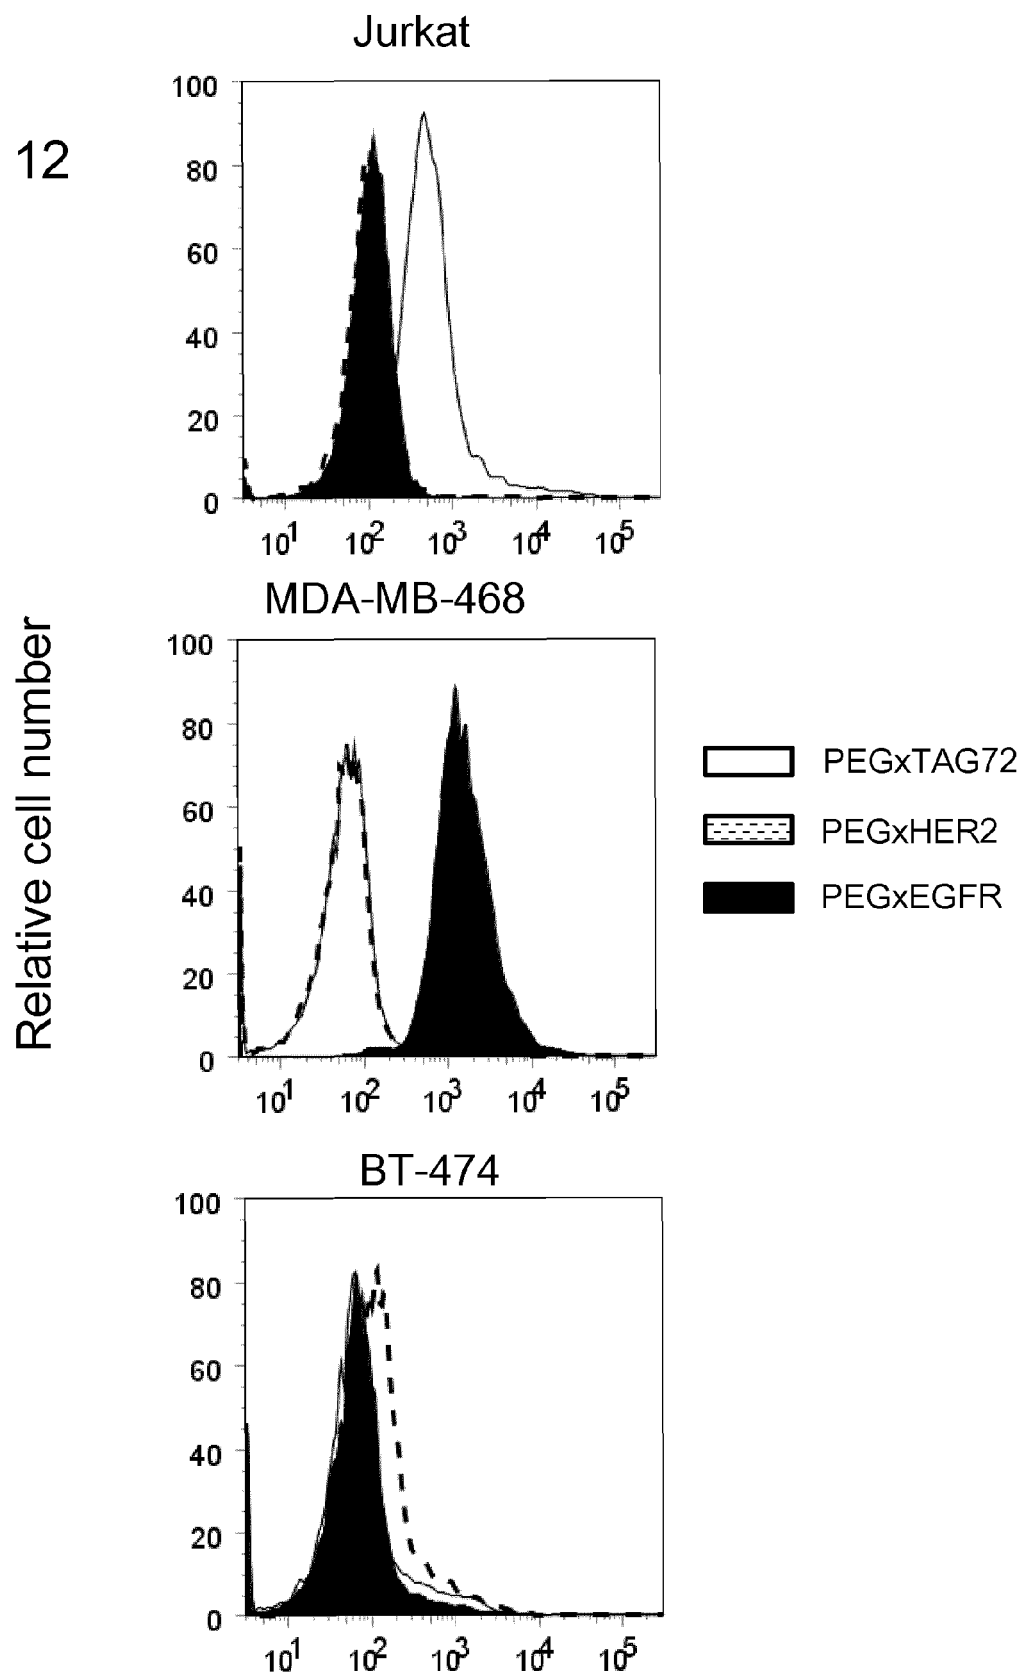 Jurkat
12
100
80
60
40
20
0
10¹ 10² 10³ 10⁴ 10⁵
MDA-MB-468
Relative cell number
100
80
60
40
20
0
10¹ 10² 10³ 10⁴ 10⁵
PEGxTAG72
PEGxHER2
PEGxEGFR
BT-474
100
80
60
40
20
0
10¹ 10² 10³ 10⁴ 10⁵